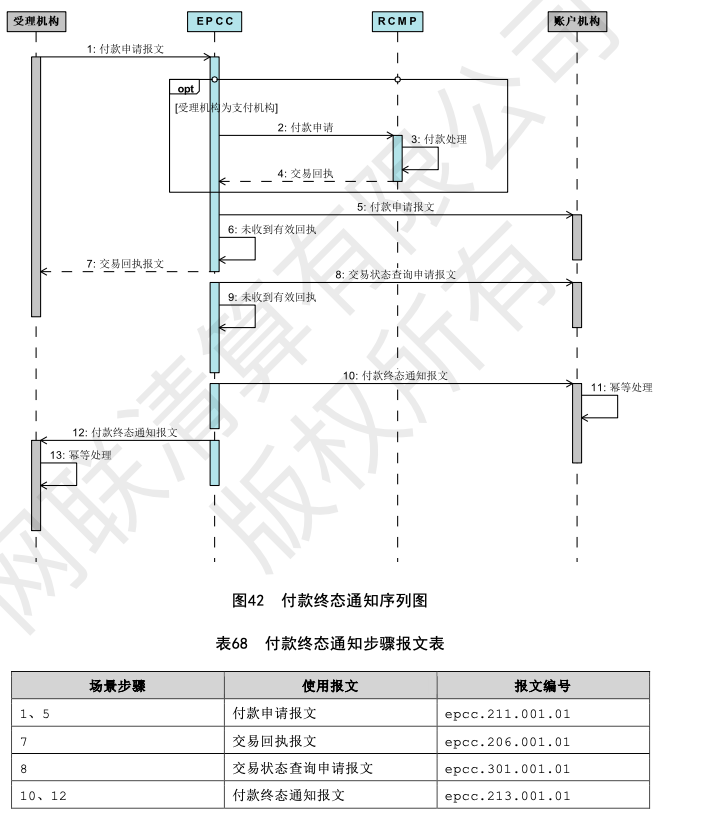 受理机构
EPCC
RCMP
账户机构
1: 付款申请报文
opt
[受理机构为支付机构]
2: 付款申请
3: 付款处理
4: 交易回执
5: 付款申请报文
6: 未收到有效回执
7: 交易回执报文
8: 交易状态查询申请报文
9: 未收到有效回执
10: 付款终态通知报文
11: 幂等处理
12: 付款终态通知报文
13: 幂等处理
网联清算有限公司
版权所有
图42 付款终态通知序列图
表68 付款终态通知步骤报文表
场景步骤 使用报文 报文编号
1、5 付款申请报文 epcc.211.001.01
7 交易回执报文 epcc.206.001.01
8 交易状态查询申请报文 epcc.301.001.01
10、12 付款终态通知报文 epcc.213.001.01